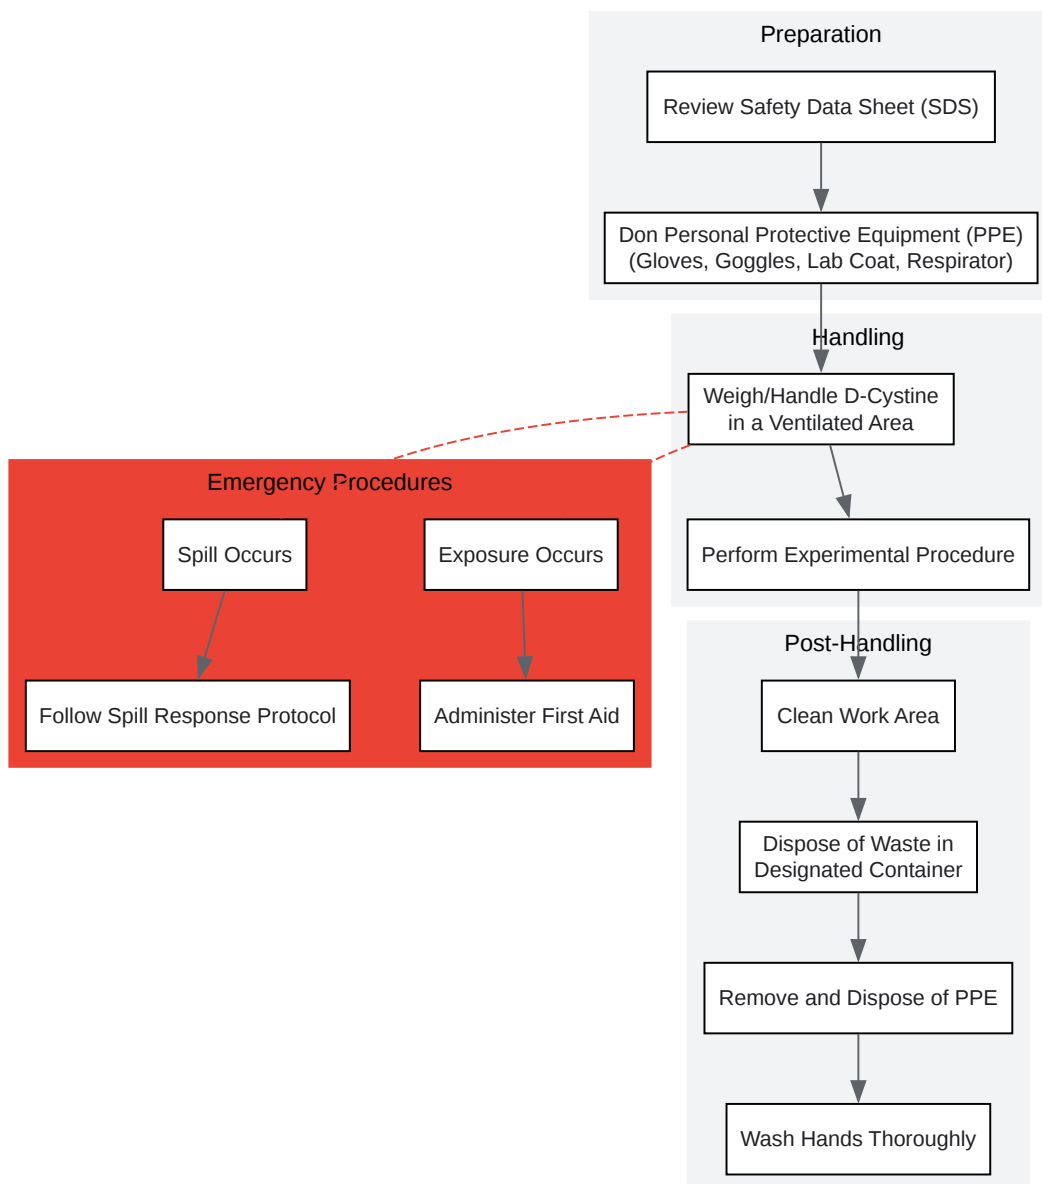 Preparation
Review Safety Data Sheet (SDS)
Don Personal Protective Equipment (PPE)
(Gloves, Goggles, Lab Coat, Respirator)
Handling
Weigh/Handle D-Cystine
in a Ventilated Area
Perform Experimental Procedure
Emergency Procedures
Spill Occurs
Exposure Occurs
Follow Spill Response Protocol
Administer First Aid
Post-Handling
Clean Work Area
Dispose of Waste in
Designated Container
Remove and Dispose of PPE
Wash Hands Thoroughly